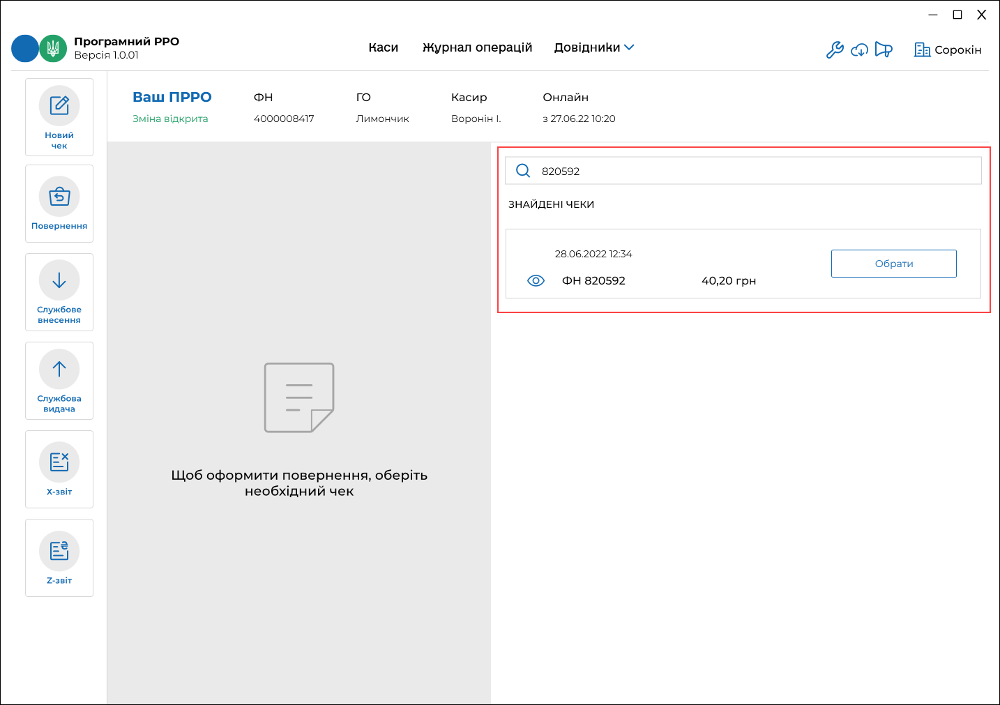 Програмний РРО
Версія 1.0.01
Каси
Журнал операцій
Довідники
Сорокін
Новий
чек
Повернення
Службове
внесення
Службова
видача
X-звіт
Z-звіт
Ваш ПРРО
Зміна відкрита
ФН
4000008417
ГО
Лимончик
Касир
Воронін І.
Онлайн
з 27.06.22 10:20
Щоб оформити повернення, оберіть
необхідний чек
820592
ЗНАЙДЕНІ ЧЕКИ
28.06.2022 12:34
ФН 820592
40,20 грн
Обрати